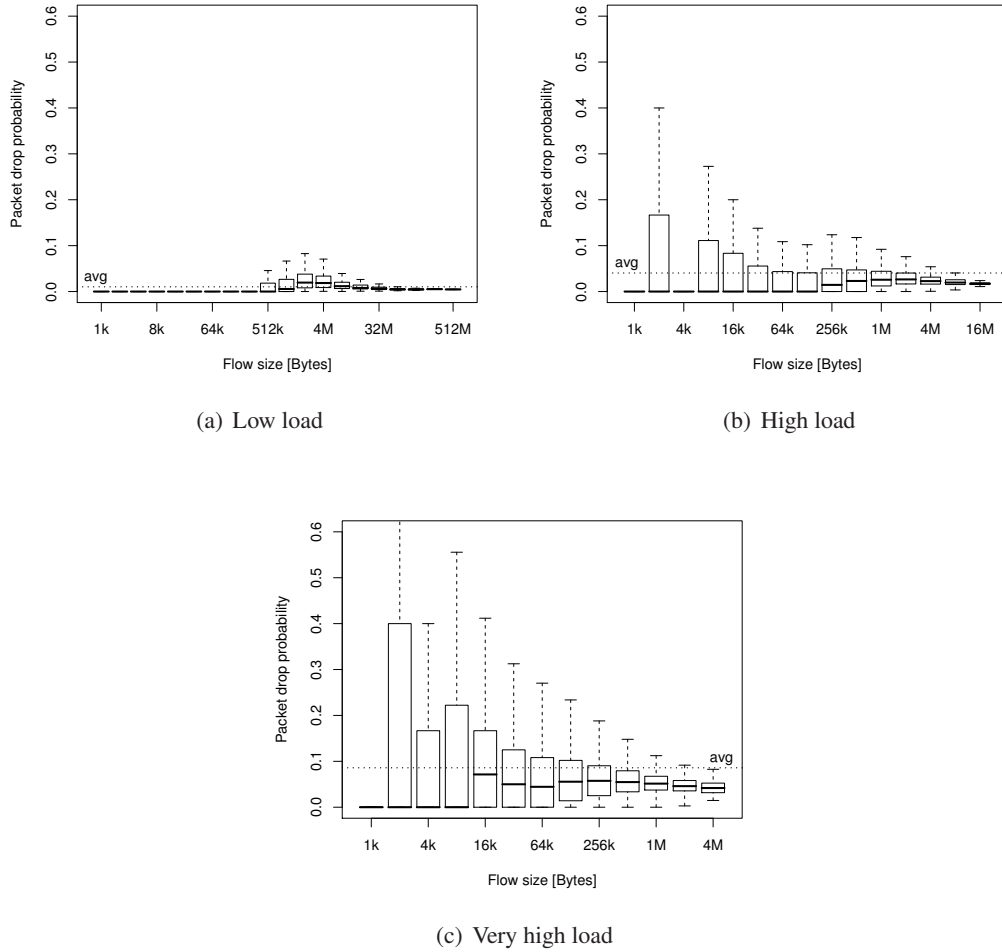 Packet drop probability
0.0 0.1 0.2 0.3 0.4 0.5 0.6
avg
1k 8k 64k 512k 4M 32M 512M
Flow size [Bytes]
(a) Low load
Packet drop probability
0.0 0.1 0.2 0.3 0.4 0.5 0.6
avg
1k 4k 16k 64k 256k 1M 4M 16M
Flow size [Bytes]
(b) High load
Packet drop probability
0.0 0.1 0.2 0.3 0.4 0.5 0.6
avg
1k 4k 16k 64k 256k 1M 4M
Flow size [Bytes]
(c) Very high load